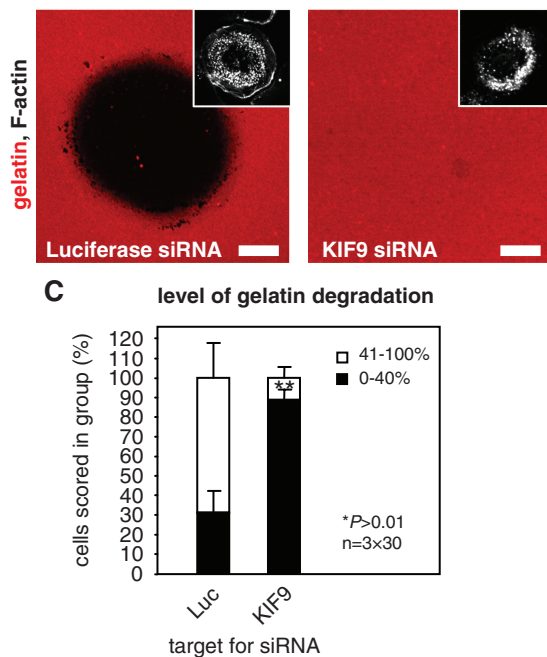 gelatin, F-actin
Luciferase siRNA
KIF9 siRNA
C
level of gelatin degradation
cells scored in group (%)
120
110
100
90
80
70
60
50
40
30
20
10
0
**
41-100%
0-40%
*P>0.01
n=3×30
Luc
KIF9
target for siRNA